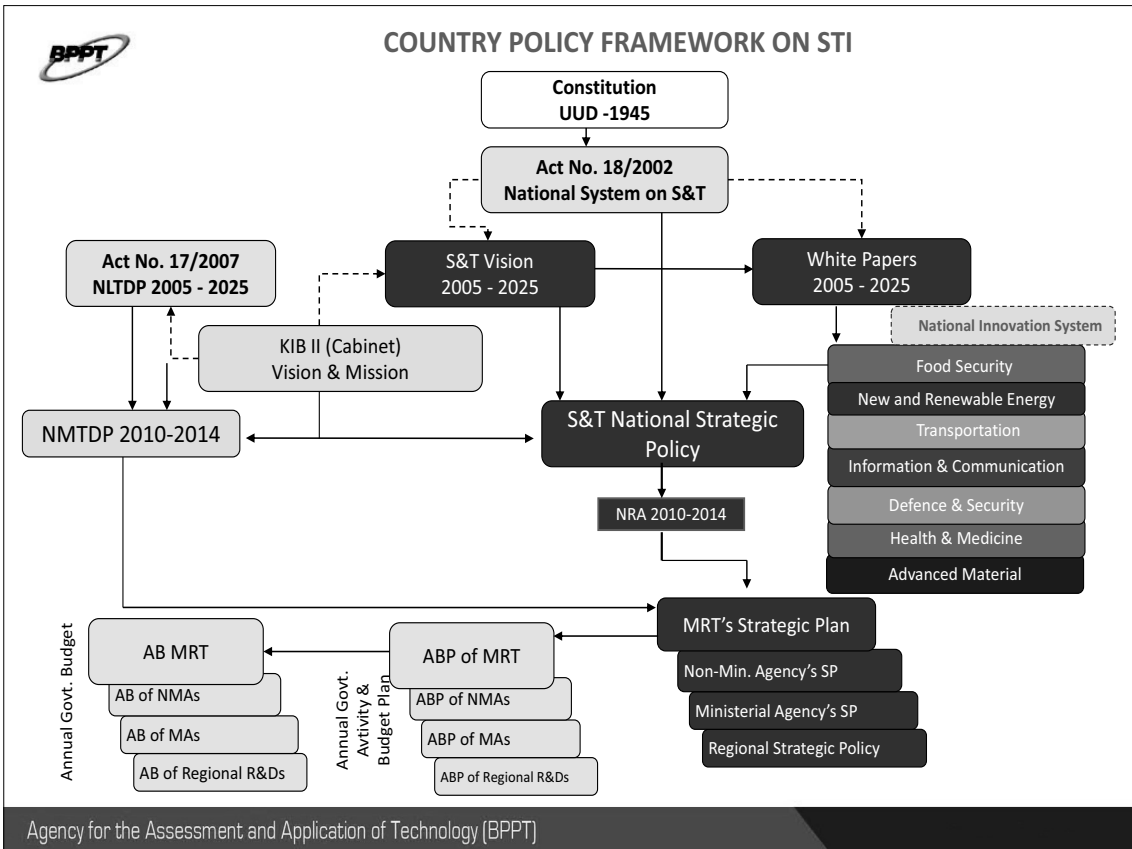 BPPT
COUNTRY POLICY FRAMEWORK ON STI
Constitution
UUD -1945
Act No. 18/2002
National System on S&T
Act No. 17/2007
NLTDP 2005 - 2025
S&T Vision
2005 - 2025
White Papers
2005 - 2025
National Innovation System
KIB II (Cabinet)
Vision & Mission
Food Security
New and Renewable Energy
Transportation
Information & Communication
Defence & Security
Health & Medicine
Advanced Material
NMTDP 2010-2014
S&T National Strategic
Policy
NRA 2010-2014
MRT's Strategic Plan
Non-Min. Agency's SP
Ministerial Agency's SP
Regional Strategic Policy
Annual Govt. Budget
AB MRT
AB of NMAs
AB of MAs
AB of Regional R&Ds
Annual Govt.
Avtivity &
Budget Plan
ABP of MRT
ABP of NMAs
ABP of MAs
ABP of Regional R&Ds
Agency for the Assessment and Application of Technology (BPPT)